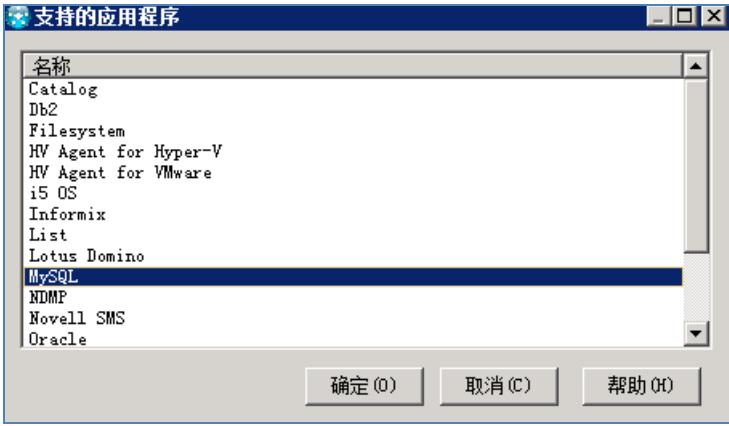 支持的应用程序
名称
Catalog
Db2
Filesystem
HV Agent for Hyper-V
HV Agent for VMware
i5 OS
Informix
List
Lotus Domino
MySQL
NDMP
Novell SMS
Oracle
确定(O) 取消(C) 帮助(H)